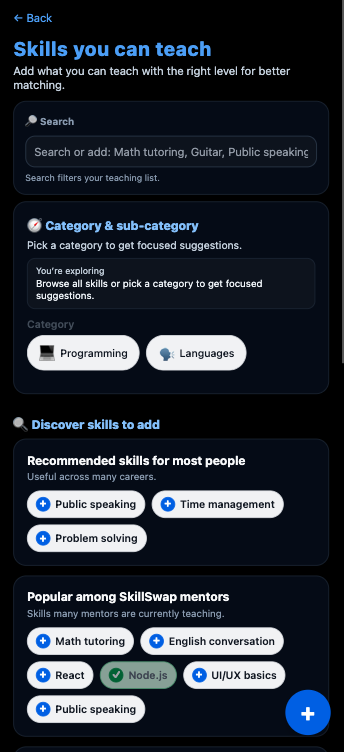 ← Back
Skills you can teach
Add what you can teach with the right level for better
matching.
Search
Search or add: Math tutoring, Guitar, Public speaking
Search filters your teaching list.
Category & sub-category
Pick a category to get focused suggestions.
You're exploring
Browse all skills or pick a category to get focused
suggestions.
Category
Programming
Languages
Discover skills to add
Recommended skills for most people
Useful across many careers.
Public speaking
Time management
Problem solving
Popular among SkillSwap mentors
Skills many mentors are currently teaching.
Math tutoring
English conversation
React
Node.js
UI/UX basics
Public speaking